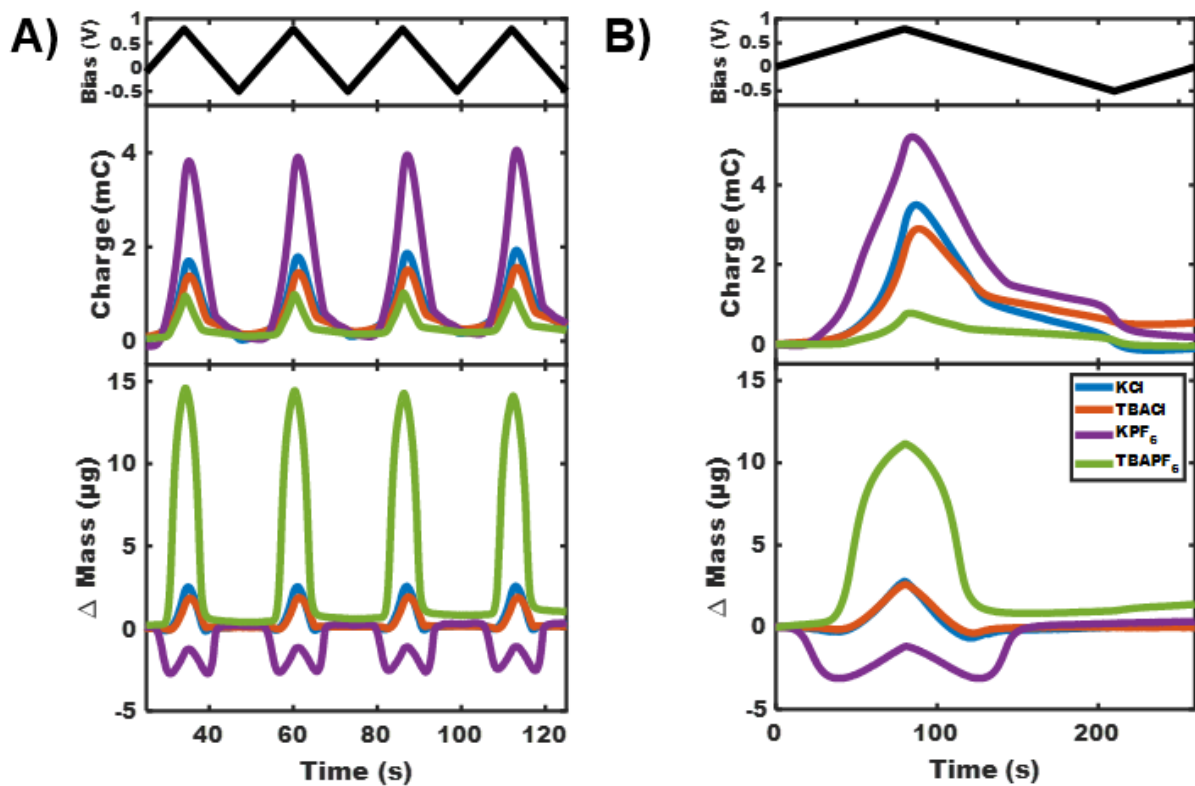 A)
Bias (V)
1
0.5
0
-0.5
Charge (mC)
4
2
0
△ Mass (µg)
15
10
5
0
-5
40 60 80 100 120
Time (s)
B)
Bias (V)
1
0.5
0
-0.5
Charge (mC)
4
2
0
△ Mass (µg)
15
10
5
0
-5
KCl
TBACl
KPF₆
TBAPF₆
0 100 200
Time (s)